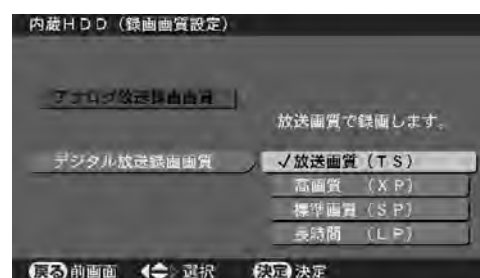 内蔵HDD（録画画質設定）
アナログ放送録画画質
放送画質で録画します。
デジタル放送録画画質
✓放送画質（TS）
高画質（XP）
標準画質（SP）
長時間（LP）
戻る 前画面 選択 決定 決定